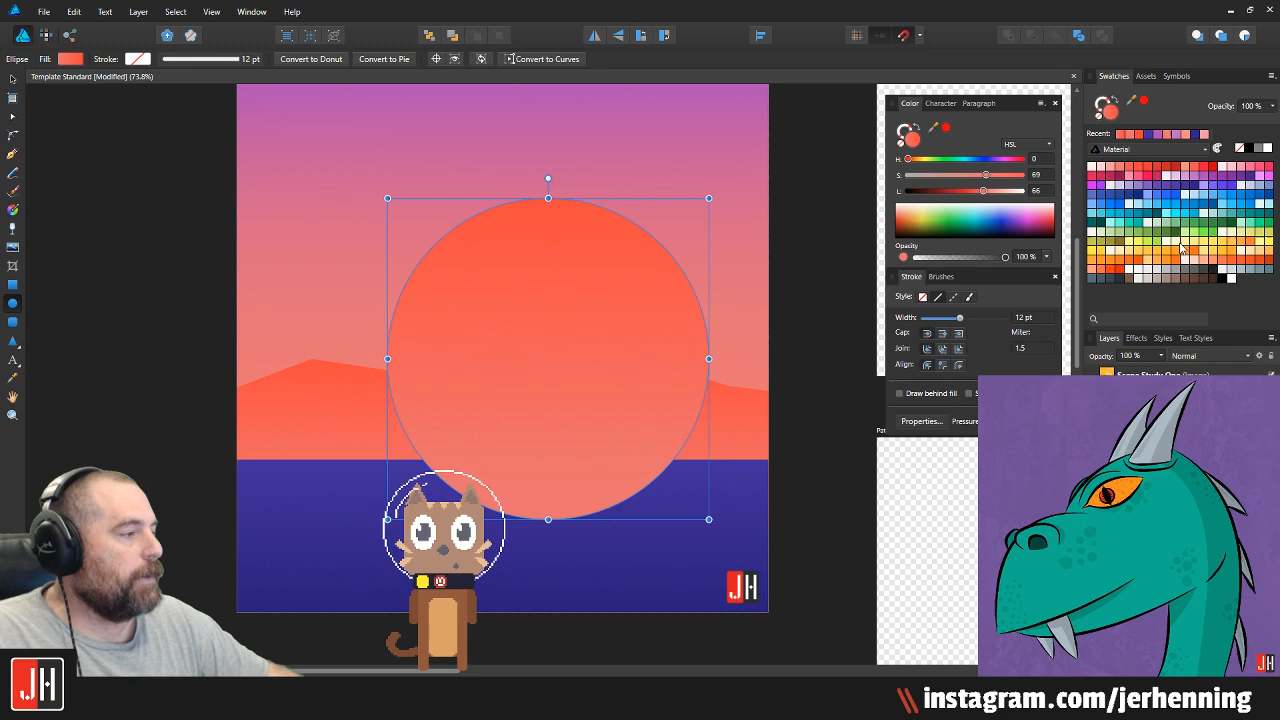 File Edit Text Layer Select View Window Help
Ellipse Fill: Stroke: 12 pt Convert to Donut Convert to Pie Convert to Curves
Template Standard [Modified] (73.8%)
Swatches Assets Symbols
Opacity: 100 %
Recent:
Material
Color Character Paragraph
HSL
H: 0
S: 69
L: 66
Opacity
100 %
Stroke Brushes
Style:
Width: 12 pt
Cap: Miter:
Join: 1.5
Align:
Draw behind fill
Properties...
Layers Effects Styles Text Styles
Opacity: 100 % Normal
JH
JH
JH
\\ instagram.com/jerhenning